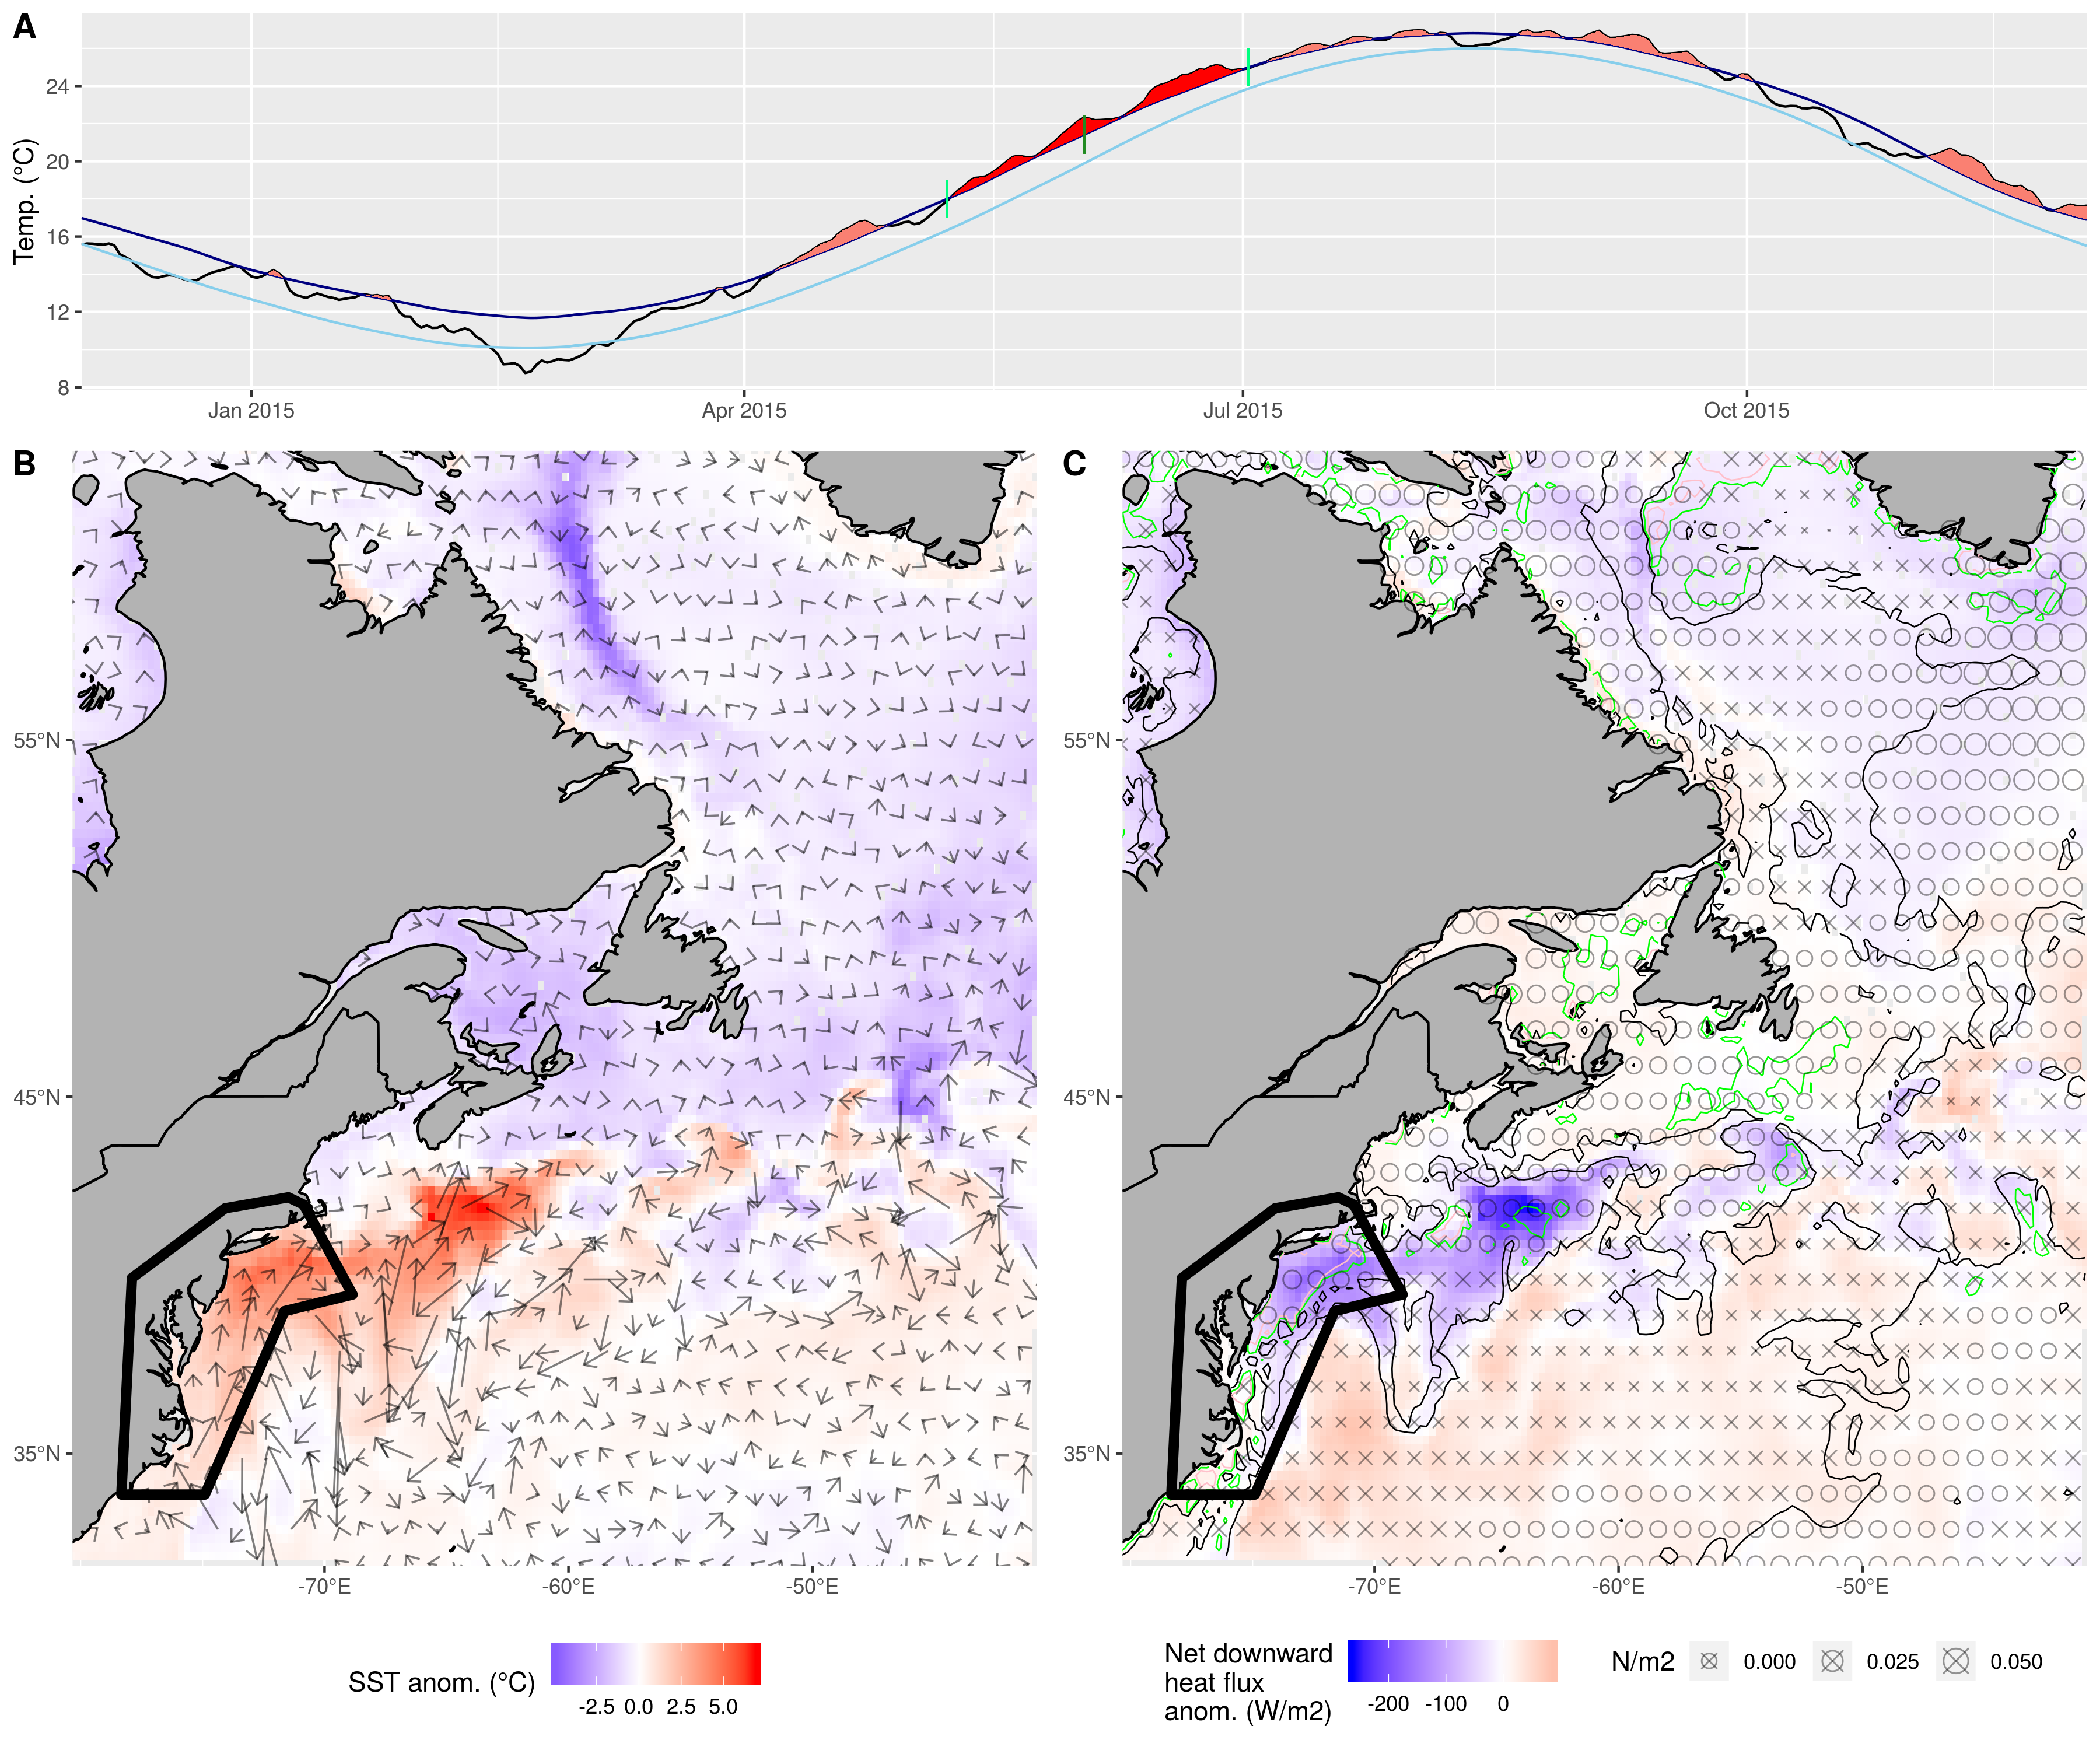 A
Temp. (°C)
24
20
16
12
8
Jan 2015
Apr 2015
Jul 2015
Oct 2015
B
55°N
45°N
35°N
-70°E
-60°E
-50°E
SST anom. (°C)
-2.5
0.0
2.5
5.0
C
55°N
45°N
35°N
-70°E
-60°E
-50°E
Net downward
heat flux
anom. (W/m2)
-200
-100
0
N/m2
0.000
0.025
0.050